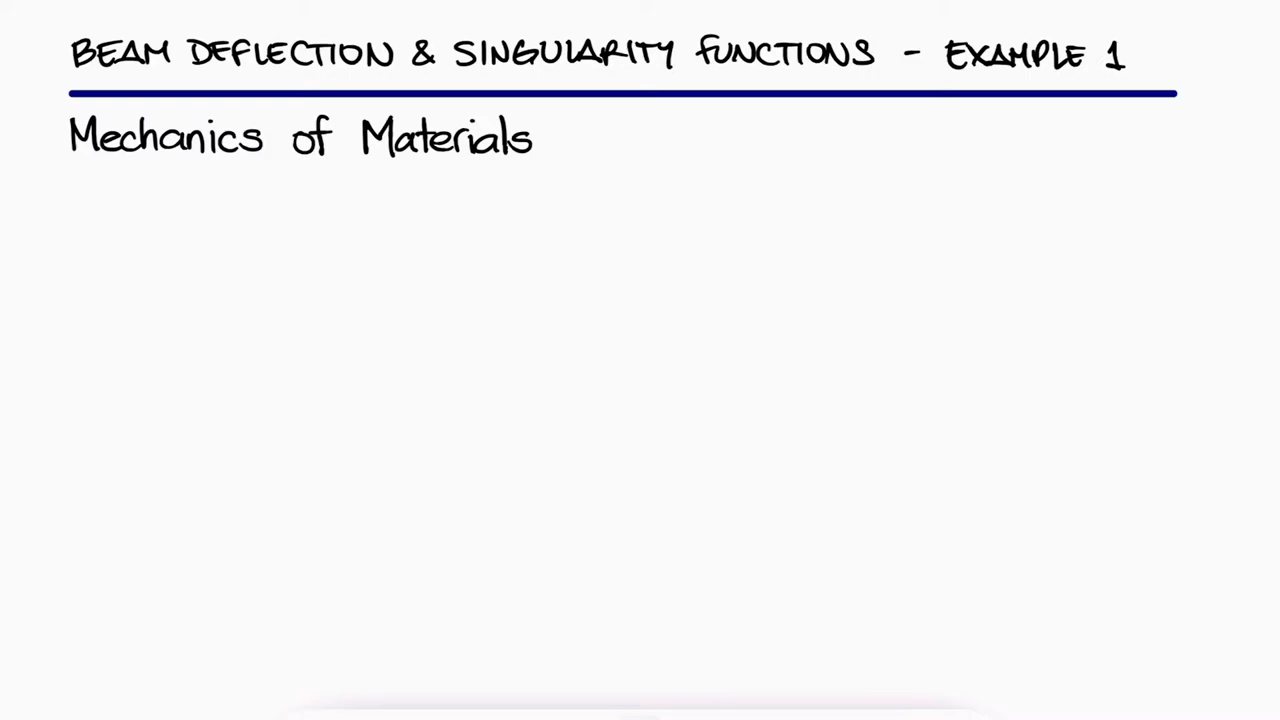 BEAM DEFLECTION & SINGULARITY FUNCTIONS - EXAMPLE 1
Mechanics of Materials